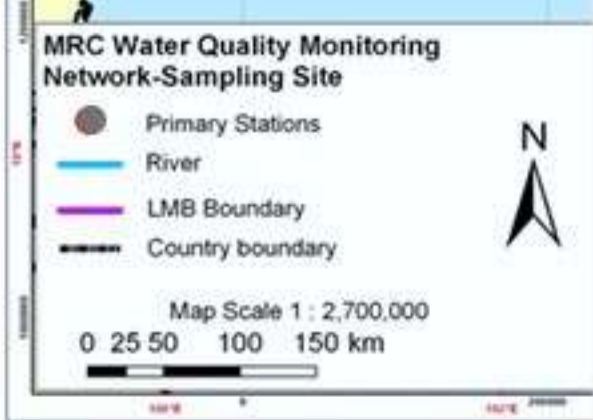 MRC Water Quality Monitoring
Network-Sampling Site
Primary Stations
River
LMB Boundary
Country boundary
N
Map Scale 1 : 2,700,000
0 25 50 100 150 km
0